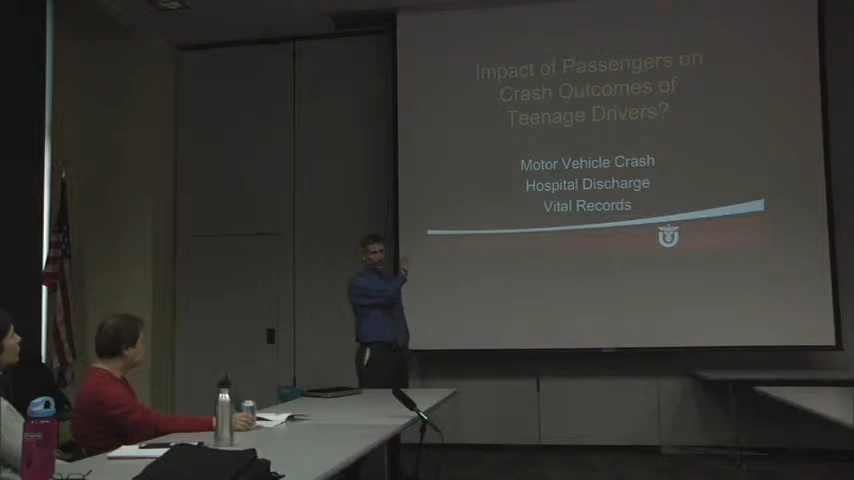 Impact of Passengers on
Crash Outcomes of
Teenage Drivers?
Motor Vehicle Crash
Hospital Discharge
Vital Records